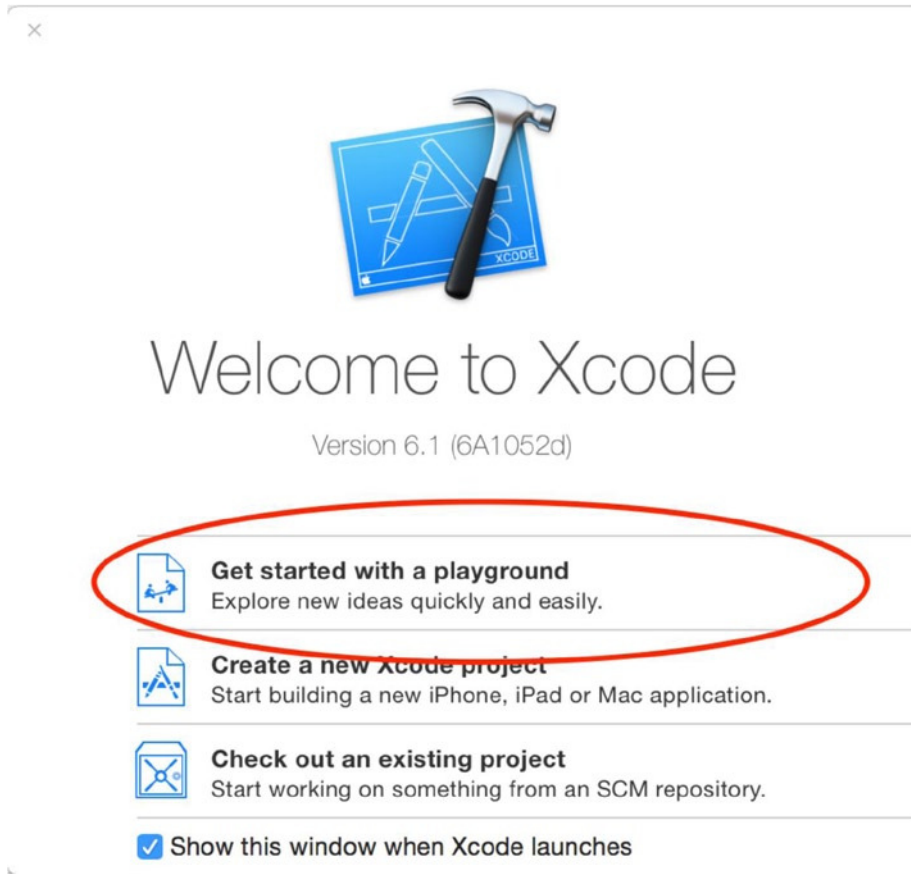 XCODE
Welcome to Xcode
Version 6.1 (6A1052d)
Get started with a playground
Explore new ideas quickly and easily.
Create a new Xcode project
Start building a new iPhone, iPad or Mac application.
Check out an existing project
Start working on something from an SCM repository.
Show this window when Xcode launches